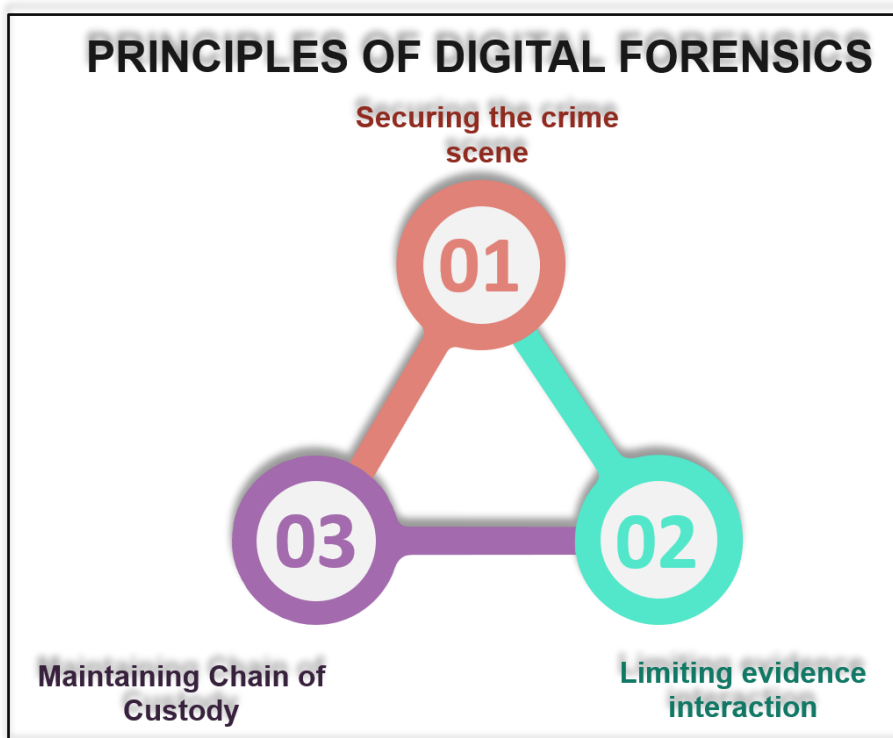 PRINCIPLES OF DIGITAL FORENSICS
Securing the crime
scene
01
03
02
Maintaining Chain of
Custody
Limiting evidence
interaction